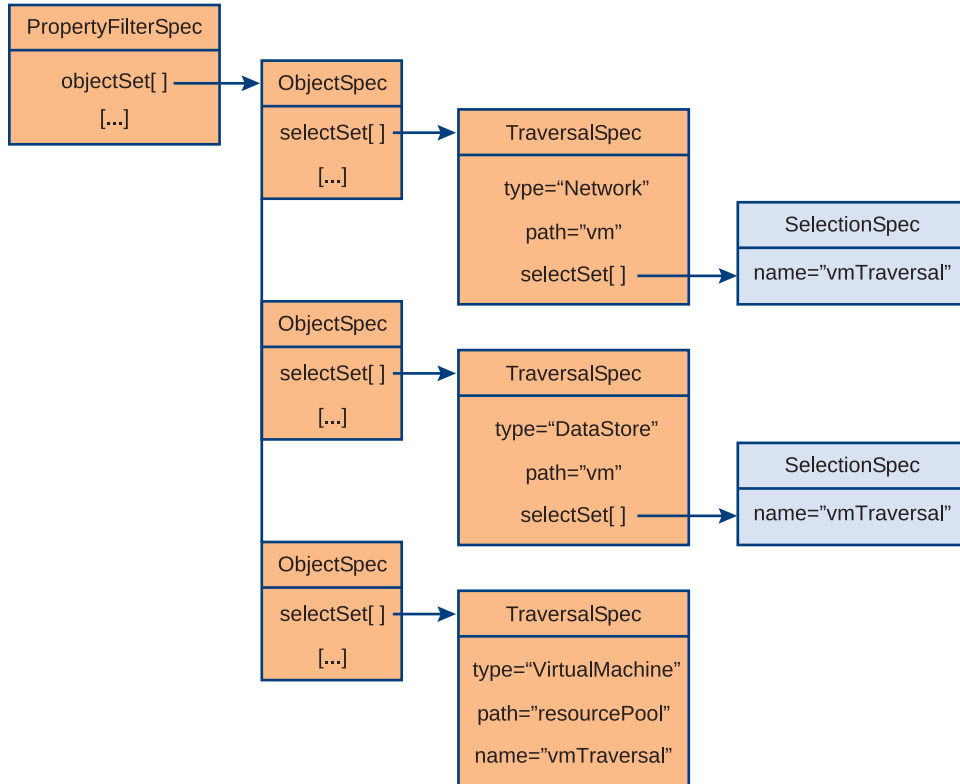 PropertyFilterSpec
objectSet[ ]
[...]
ObjectSpec
selectSet[ ]
[...]
TraversalSpec
type=“Network”
path=”vm”
selectSet[ ]
SelectionSpec
name=”vmTraversal”
ObjectSpec
selectSet[ ]
[...]
TraversalSpec
type=“DataStore”
path=”vm”
selectSet[ ]
SelectionSpec
name=”vmTraversal”
ObjectSpec
selectSet[ ]
[...]
TraversalSpec
type=“VirtualMachine”
path=”resourcePool”
name=”vmTraversal”